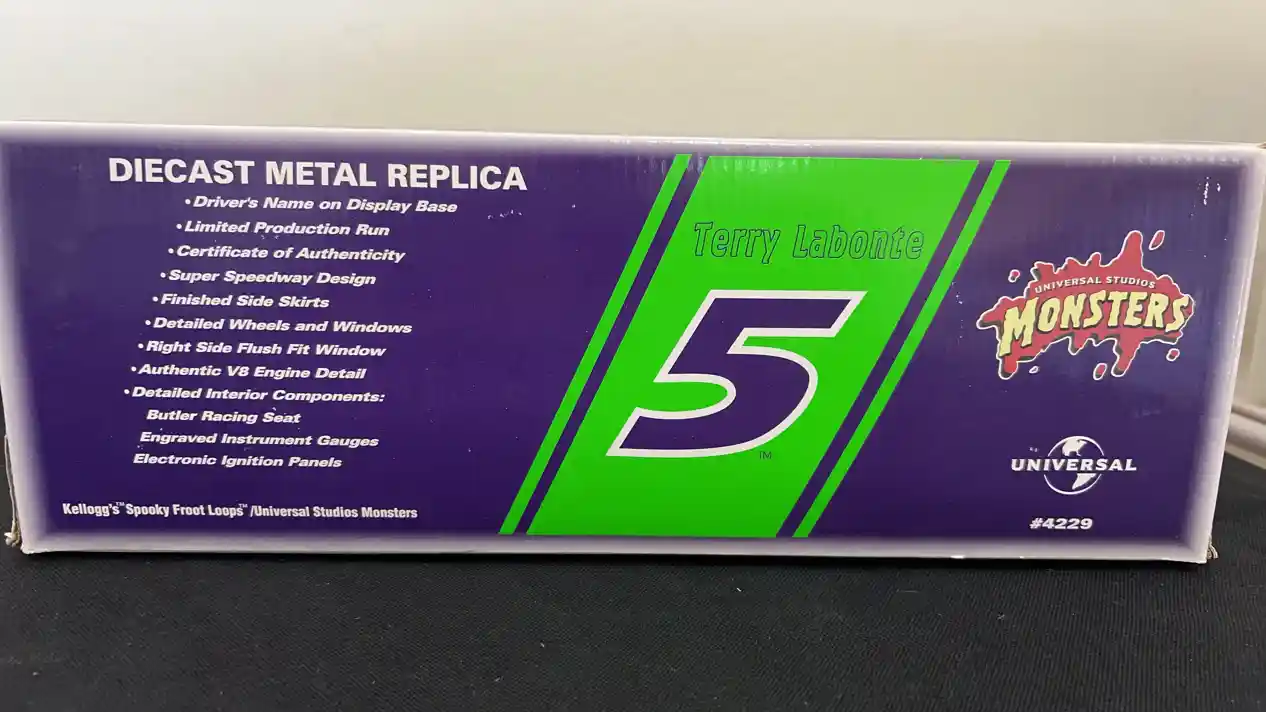 DIECAST METAL REPLICA
•Driver's Name on Display Base
•Limited Production Run
•Certificate of Authenticity
•Super Speedway Design
•Finished Side Skirts
•Detailed Wheels and Windows
•Right Side Flush Fit Window
•Authentic V8 Engine Detail
•Detailed Interior Components:
Butler Racing Seat
Engraved Instrument Gauges
Electronic Ignition Panels
Kellogg's™ Spooky Froot Loops™ /Universal Studios Monsters
Terry Labonte
5
TM
UNIVERSAL STUDIOS
MONSTERS
UNIVERSAL
#4229